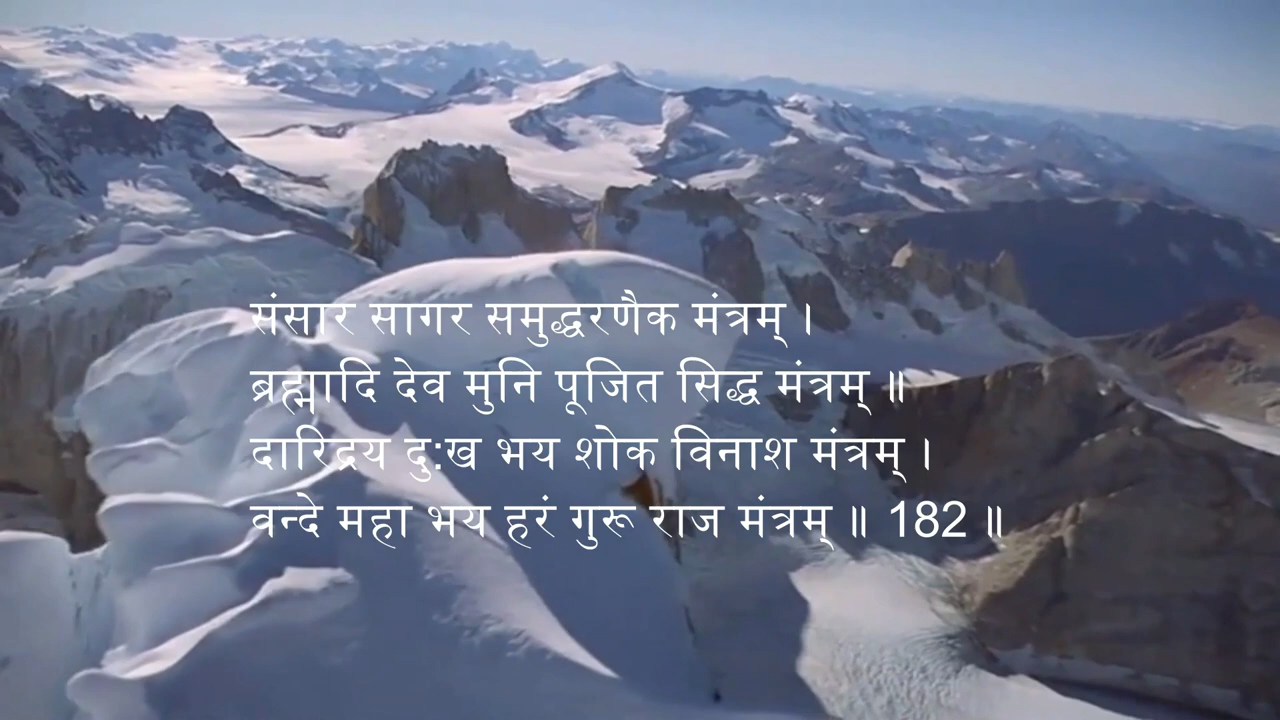 संसार सागर समुद्धरणैक मंत्रम् ।
ब्रह्मादि देव मुनि पूजित सिद्ध मंत्रम् ॥
दारिद्रय दु:ख भय शोक विनाश मंत्रम् ।
वन्दे महा भय हरं गुरू राज मंत्रम् ॥ 182 ॥